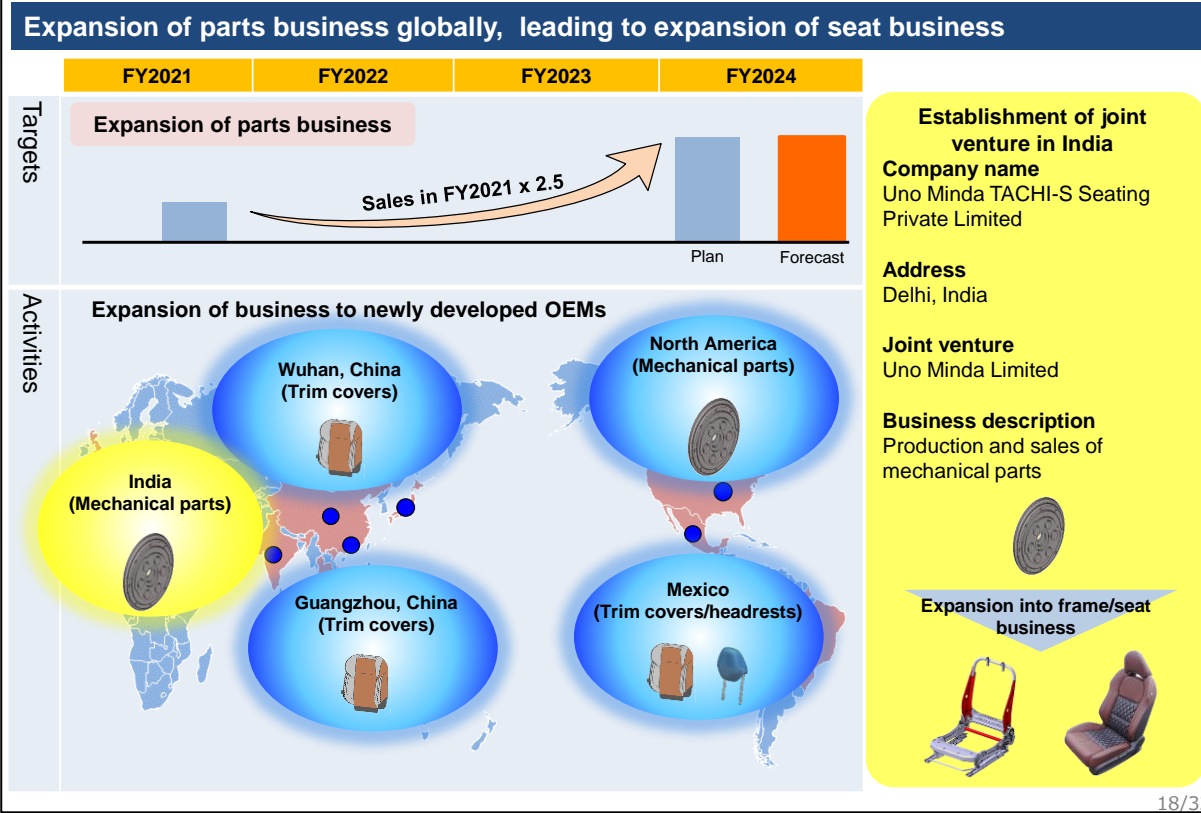 Expansion of parts business globally, leading to expansion of seat business
FY2021
FY2022
FY2023
FY2024
Targets
Expansion of parts business
Sales in FY2021 x 2.5
Plan
Forecast
Activities
Expansion of business to newly developed OEMs
Wuhan, China
(Trim covers)
North America
(Mechanical parts)
India
(Mechanical parts)
Guangzhou, China
(Trim covers)
Mexico
(Trim covers/headrests)
Establishment of joint
venture in India
Company name
Uno Minda TACHI-S Seating
Private Limited
Address
Delhi, India
Joint venture
Uno Minda Limited
Business description
Production and sales of
mechanical parts
Expansion into frame/seat
business
18/3